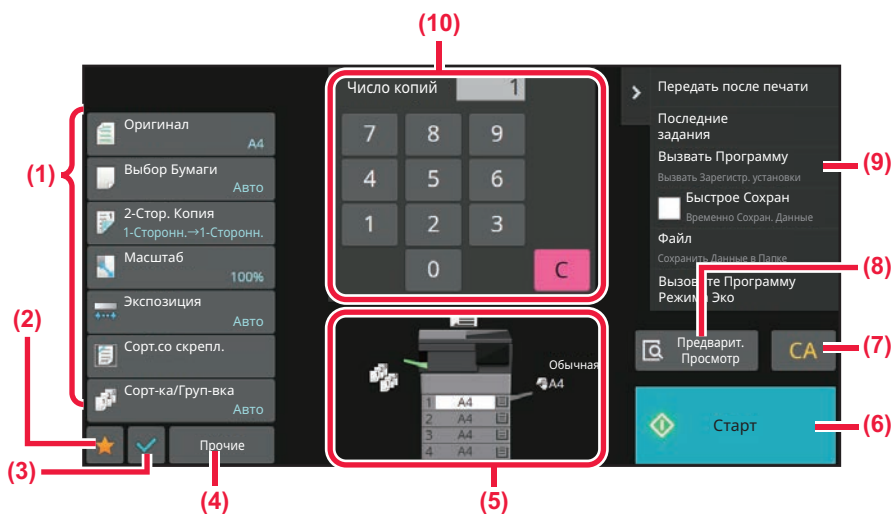 (10)
(1)
Оригинал
A4
Выбор Бумаги
Авто
2-Стор. Копия
1-Сторонн.→1-Сторонн.
Масштаб
100%
Экспозиция
Авто
Сорт.со скрепл.
Сорт-ка/Груп-вка
Авто
(2)
(3)
Прочие
(4)
Число копий 1
7 8 9
4 5 6
1 2 3
0 C
Обычная
A4
1 A4
2 A4
3 A4
4 A4
(5)
Передать после печати
Последние
задания
Вызвать Программу
Вызвать Зарегистр. установки
Быстрое Сохран
Временно Сохран. Данные
Файл
Сохранить Данные в Папке
Вызовите Программу
Режима Эко
(9)
(8)
Предварит.
Просмотр
CA
(7)
Старт
(6)